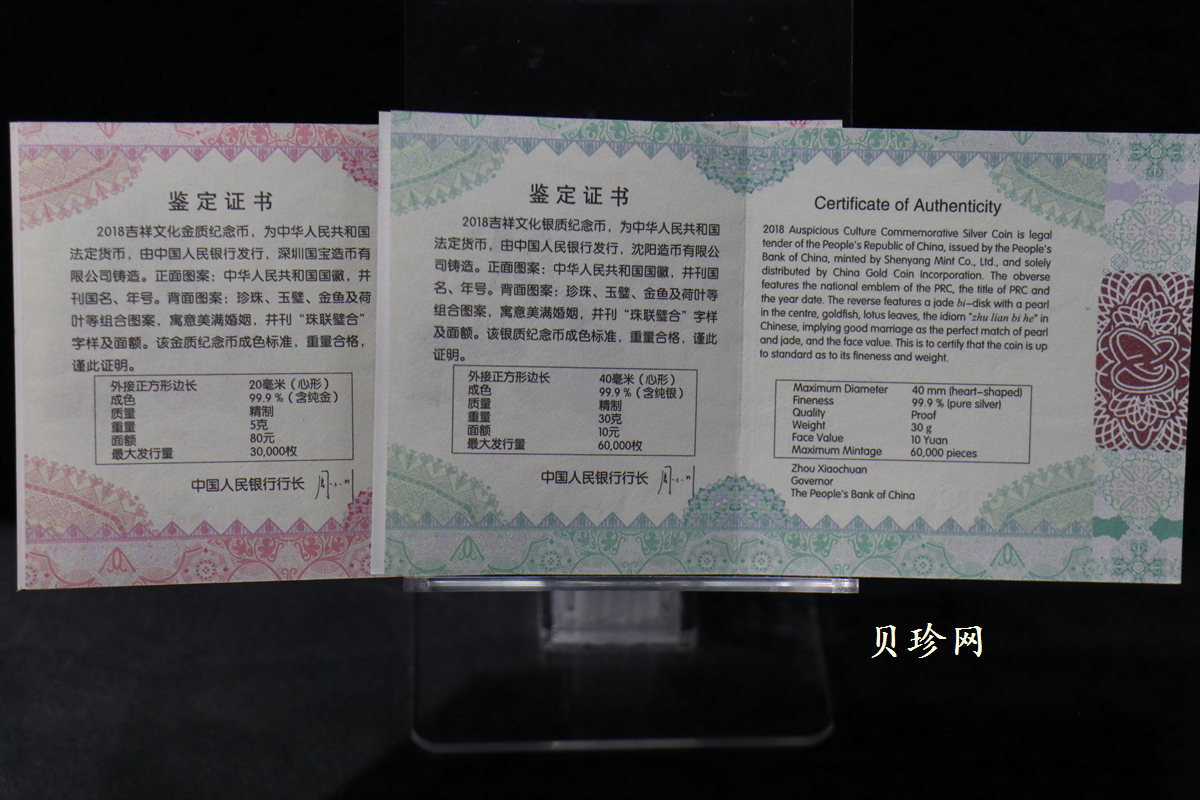 鉴定证书
2018吉祥文化金质纪念币，为中华人民共和国
法定货币，由中国人民银行发行，深圳国宝造币有
限公司铸造。正面图案：中华人民共和国国徽，并
刊国名、年号。背面图案：珍珠、玉璧、金鱼及荷
叶等组合图案，寓意美满婚姻，并刊“珠联璧合”
字样及面额。该金质纪念币成色标准，重量合格，
谨此证明。
外接正方形边长 20毫米（心形）
成色 99.9％（含纯金）
质量 精制
重量 5克
面额 80元
最大发行量 30,000枚
中国人民银行行长
鉴定证书
2018吉祥文化银质纪念币，为中华人民共和国
法定货币，由中国人民银行发行，沈阳造币有限公
司铸造。正面图案：中华人民共和国国徽，并刊国
名、年号。背面图案：珍珠、玉璧、金鱼及荷叶等
组合图案，寓意美满婚姻，并刊“珠联璧合”字样
及面额。该银质纪念币成色标准，重量合格，谨此
证明。
外接正方形边长 40毫米（心形）
成色 99.9％（含纯银）
质量 精制
重量 30克
面额 10元
最大发行量 60,000枚
中国人民银行行长
Certificate of Authenticity
2018 Auspicious Culture Commemorative Silver Coin is legal
tender of the People's Republic of China, issued by the People's
Bank of China, minted by Shenyang Mint Co., Ltd., and solely
distributed by China Gold Coin Incorporation. The obverse
features the national emblem of the PRC, the title of PRC and
the year date. The reverse features a jade bi-disk with a pearl
in the centre, goldfish, lotus leaves, the idiom "zhu lian bi he" in
Chinese, implying good marriage as the perfect match of pearl
and jade, and the face value. This is to certify that the coin is up
to standard as to its fineness and weight.
Maximum Diameter 40 mm (heart-shaped)
Fineness 99.9 % (pure silver)
Quality Proof
Weight 30 g
Face Value 10 Yuan
Maximum Mintage 60,000 pieces
Zhou Xiaochuan
Governor
The People's Bank of China
贝珍网